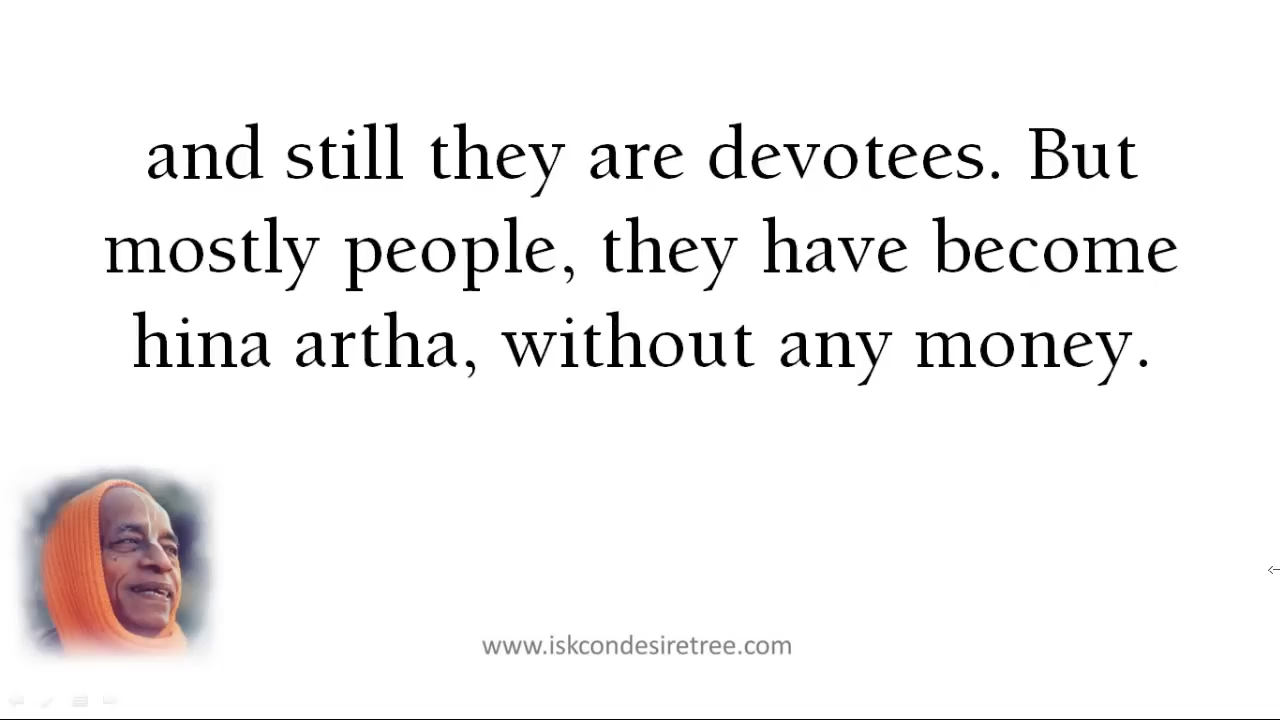 and still they are devotees. But
mostly people, they have become
hina artha, without any money.
www.iskcondesiretree.com